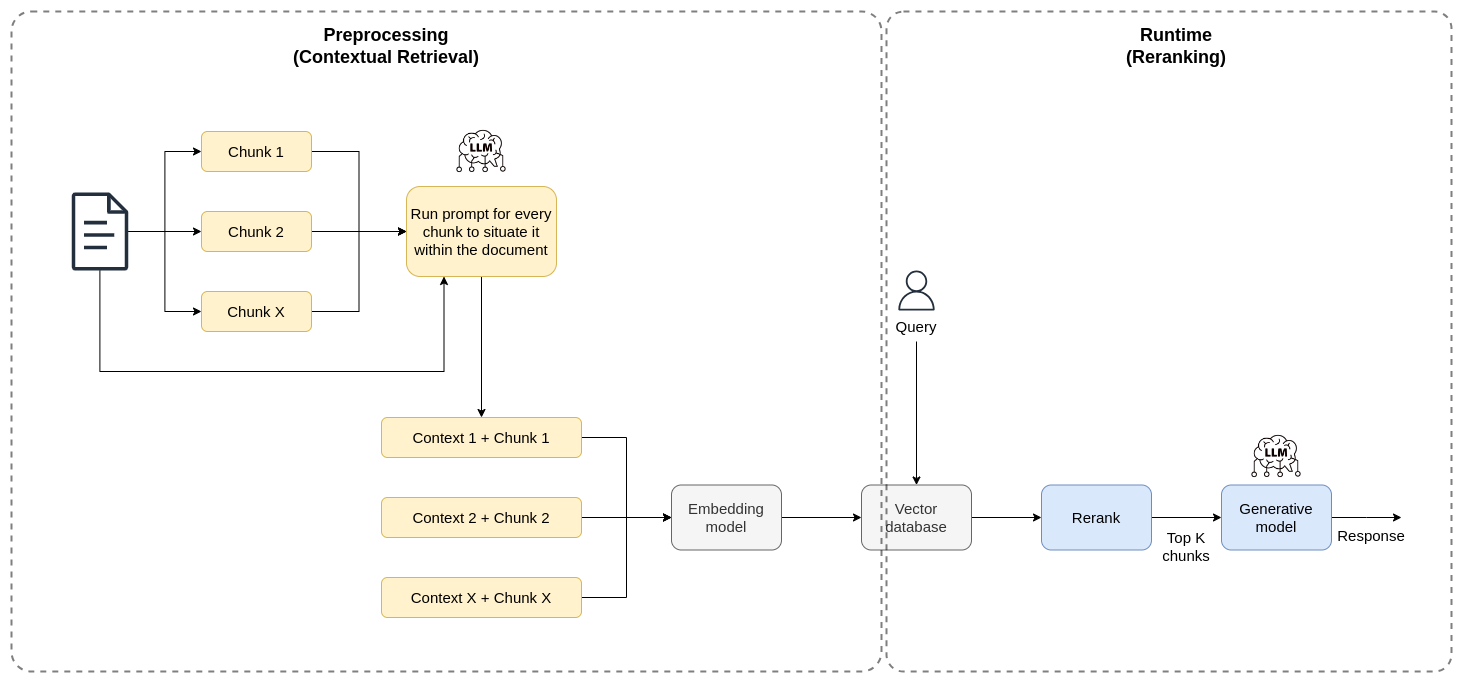 Preprocessing
(Contextual Retrieval)
Runtime
(Reranking)
Chunk 1
Chunk 2
Chunk X
LLM
Run prompt for every
chunk to situate it
within the document
Context 1 + Chunk 1
Context 2 + Chunk 2
Context X + Chunk X
Embedding
model
Query
Vector
database
Rerank
Top K
chunks
LLM
Generative
model
Response